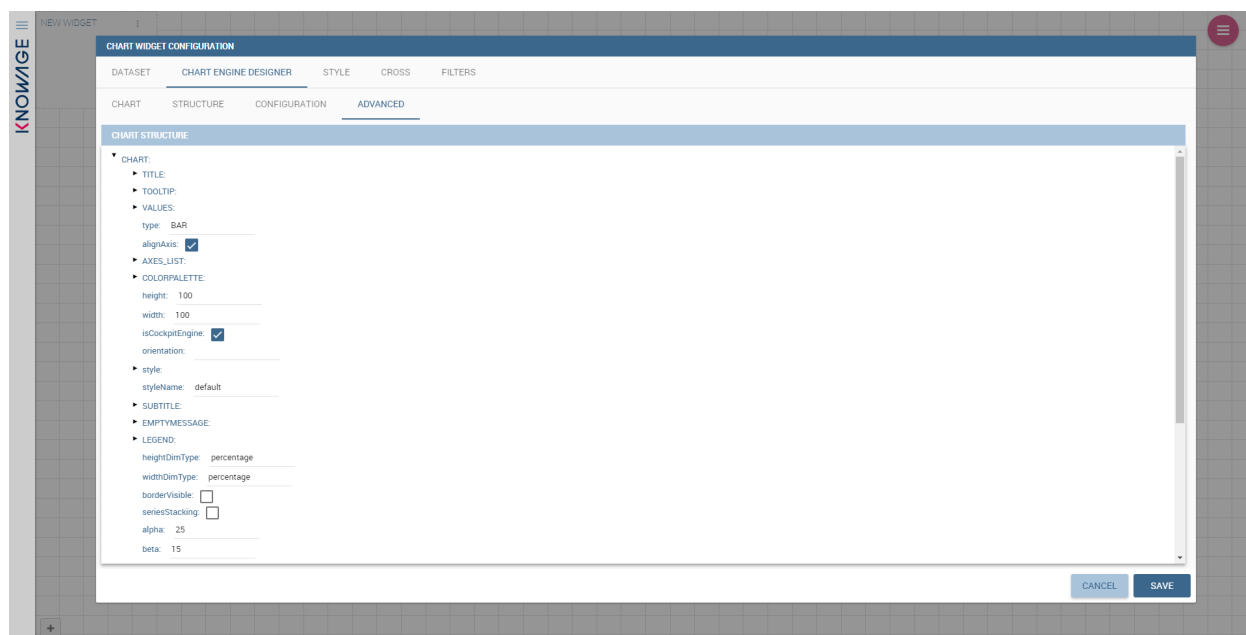 NEW WIDGET
KNOWAGE
CHART WIDGET CONFIGURATION
DATASET CHART ENGINE DESIGNER STYLE CROSS FILTERS
CHART STRUCTURE CONFIGURATION ADVANCED
CHART STRUCTURE
CHART:
TITLE:
TOOLTIP:
VALUES:
type: BAR
alignAxis:
AXES_LIST:
COLORPALETTE:
height: 100
width: 100
isCockpitEngine:
orientation:
style:
styleName: default
SUBTITLE:
EMPTYMESSAGE:
LEGEND:
heightDimType: percentage
widthDimType: percentage
borderVisible:
seriesStacking:
alpha: 25
beta: 15
CANCEL SAVE
+